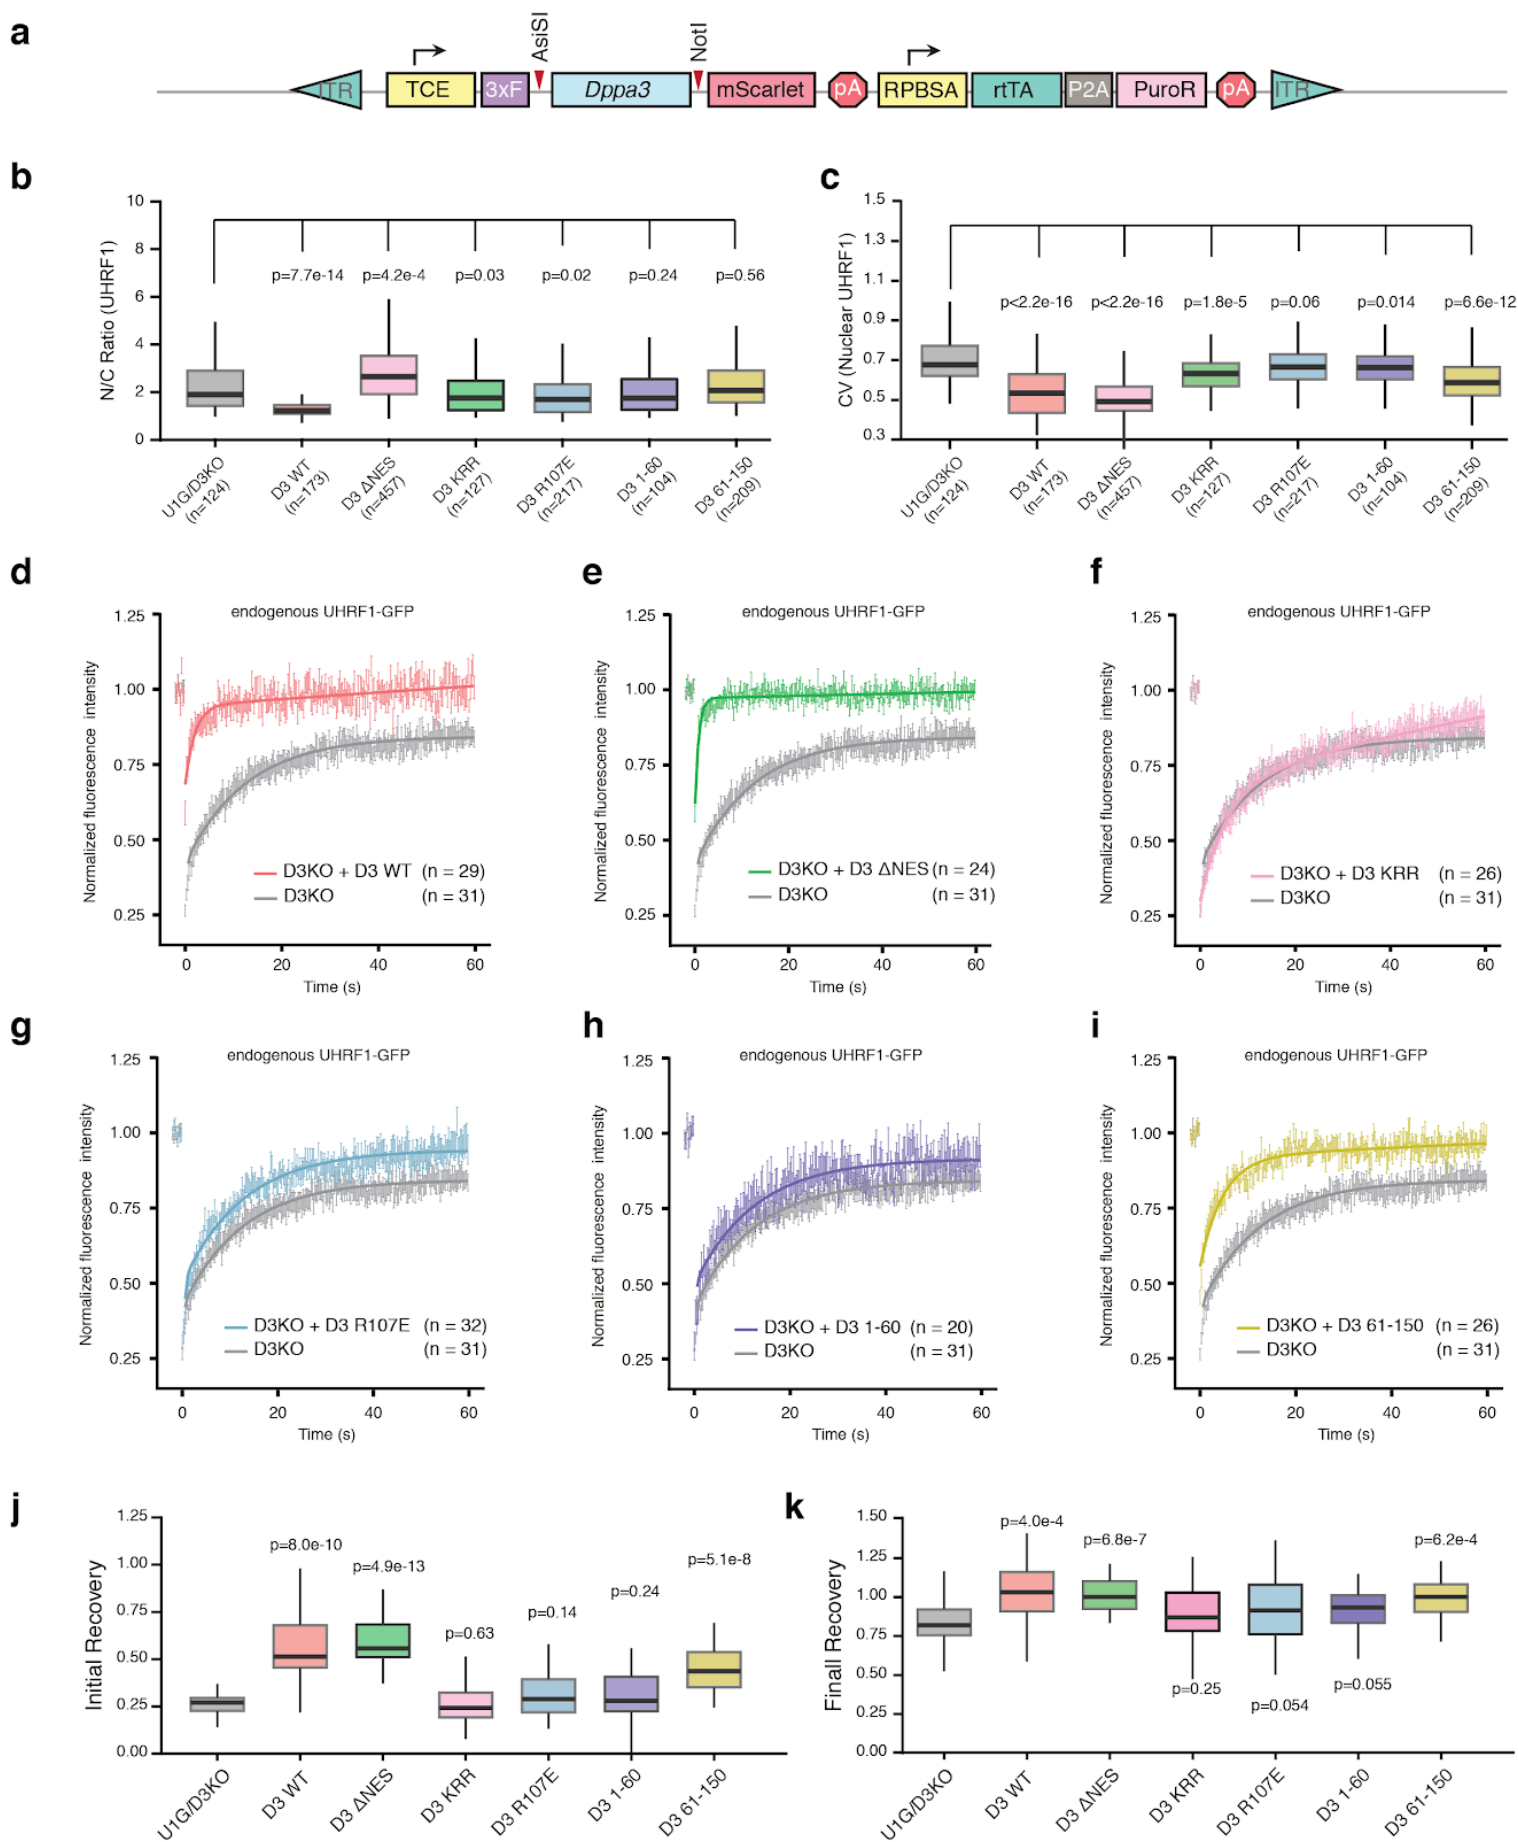 a
AsiSI
NotI
ITR TCE 3xF Dppa3 mScarlet pA RPBSA rtTA P2A PuroR pA ITR
b
N/C Ratio (UHRF1)
10
8
6
4
2
0
p=7.7e-14 p=4.2e-4 p=0.03 p=0.02 p=0.24 p=0.56
U1G/D3KO
(n=124)
D3 WT
(n=173)
D3 ΔNES
(n=457)
D3 KRR
(n=127)
D3 R107E
(n=217)
D3 1-60
(n=104)
D3 61-150
(n=209)
c
CV (Nuclear UHRF1)
1.5
1.3
1.1
0.9
0.7
0.5
0.3
p<2.2e-16 p<2.2e-16 p=1.8e-5 p=0.06 p=0.014 p=6.6e-12
U1G/D3KO
(n=124)
D3 WT
(n=173)
D3 ΔNES
(n=457)
D3 KRR
(n=127)
D3 R107E
(n=217)
D3 1-60
(n=104)
D3 61-150
(n=209)
d
endogenous UHRF1-GFP
Normalized fluorescence intensity
1.25
1.00
0.75
0.50
0.25
D3KO + D3 WT (n = 29)
D3KO (n = 31)
0 20 40 60
Time (s)
e
endogenous UHRF1-GFP
Normalized fluorescence intensity
1.25
1.00
0.75
0.50
0.25
D3KO + D3 ΔNES (n = 24)
D3KO (n = 31)
0 20 40 60
Time (s)
f
endogenous UHRF1-GFP
Normalized fluorescence intensity
1.25
1.00
0.75
0.50
0.25
D3KO + D3 KRR (n = 26)
D3KO (n = 31)
0 20 40 60
Time (s)
g
endogenous UHRF1-GFP
Normalized fluorescence intensity
1.25
1.00
0.75
0.50
0.25
D3KO + D3 R107E (n = 32)
D3KO (n = 31)
0 20 40 60
Time (s)
h
endogenous UHRF1-GFP
Normalized fluorescence intensity
1.25
1.00
0.75
0.50
0.25
D3KO + D3 1-60 (n = 20)
D3KO (n = 31)
0 20 40 60
Time (s)
i
endogenous UHRF1-GFP
Normalized fluorescence intensity
1.25
1.00
0.75
0.50
0.25
D3KO + D3 61-150 (n = 26)
D3KO (n = 31)
0 20 40 60
Time (s)
j
Initial Recovery
1.25
1.00
0.75
0.50
0.25
0.00
p=8.0e-10
p=4.9e-13
p=0.63
p=0.14
p=0.24
p=5.1e-8
U1G/D3KO
D3 WT
D3 ΔNES
D3 KRR
D3 R107E
D3 1-60
D3 61-150
k
Finall Recovery
1.50
1.25
1.00
0.75
0.50
0.25
0.00
p=4.0e-4
p=6.8e-7
p=0.25
p=0.054
p=0.055
p=6.2e-4
U1G/D3KO
D3 WT
D3 ΔNES
D3 KRR
D3 R107E
D3 1-60
D3 61-150